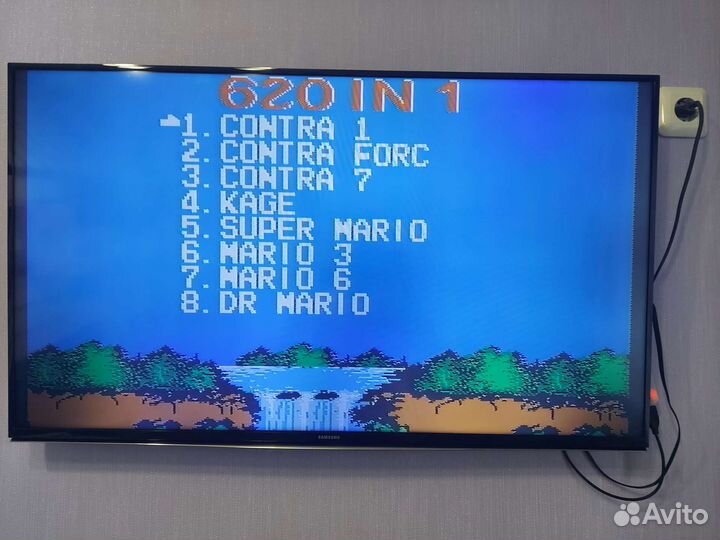 620 IN 1
1. CONTRA 1
2. CONTRA FORC
3. CONTRA 7
4. KAGE
5. SUPER MARIO
6. MARIO 3
7. MARIO 6
8. DR MARIO
SAMSUNG
Avito